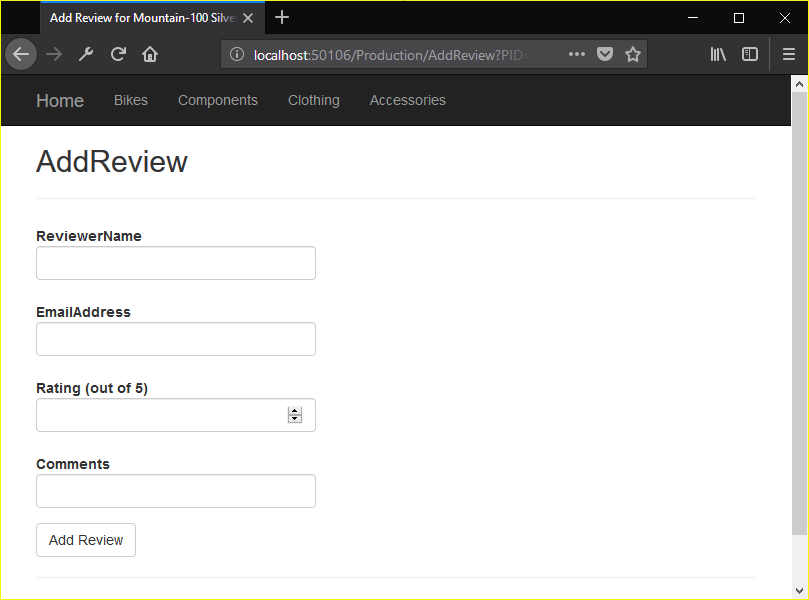 Add Review for Mountain-100 Silve
localhost:50106/Production/AddReview?PID=
Home Bikes Components Clothing Accessories
AddReview
ReviewerName
EmailAddress
Rating (out of 5)
Comments
Add Review